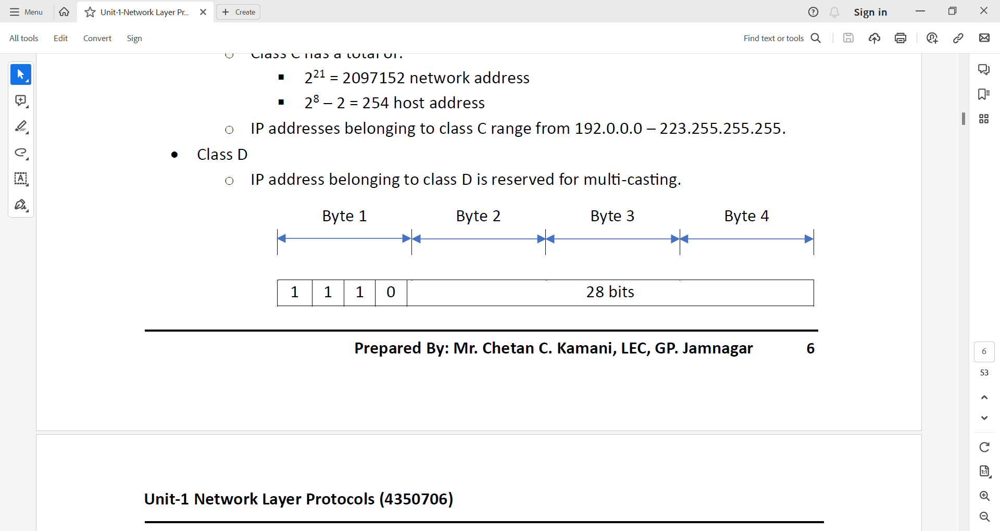 Menu
Unit-1-Network Layer Pr...
Create
Sign in
All tools
Edit
Convert
Sign
Find text or tools
○ Class C has a total of:
▪ 2²¹ = 2097152 network address
▪ 2⁸ – 2 = 254 host address
○ IP addresses belonging to class C range from 192.0.0.0 – 223.255.255.255.
• Class D
○ IP address belonging to class D is reserved for multi-casting.
Byte 1 Byte 2 Byte 3 Byte 4
1 1 1 0 28 bits
Prepared By: Mr. Chetan C. Kamani, LEC, GP. Jamnagar 6
6
53
Unit-1 Network Layer Protocols (4350706)